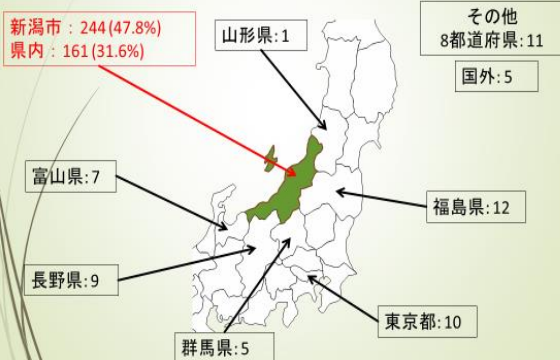 新潟市：244(47.8%)
県内：161(31.6%)
山形県:1
その他
8都道府県:11
国外:5
富山県:7
福島県:12
長野県:9
東京都:10
群馬県:5